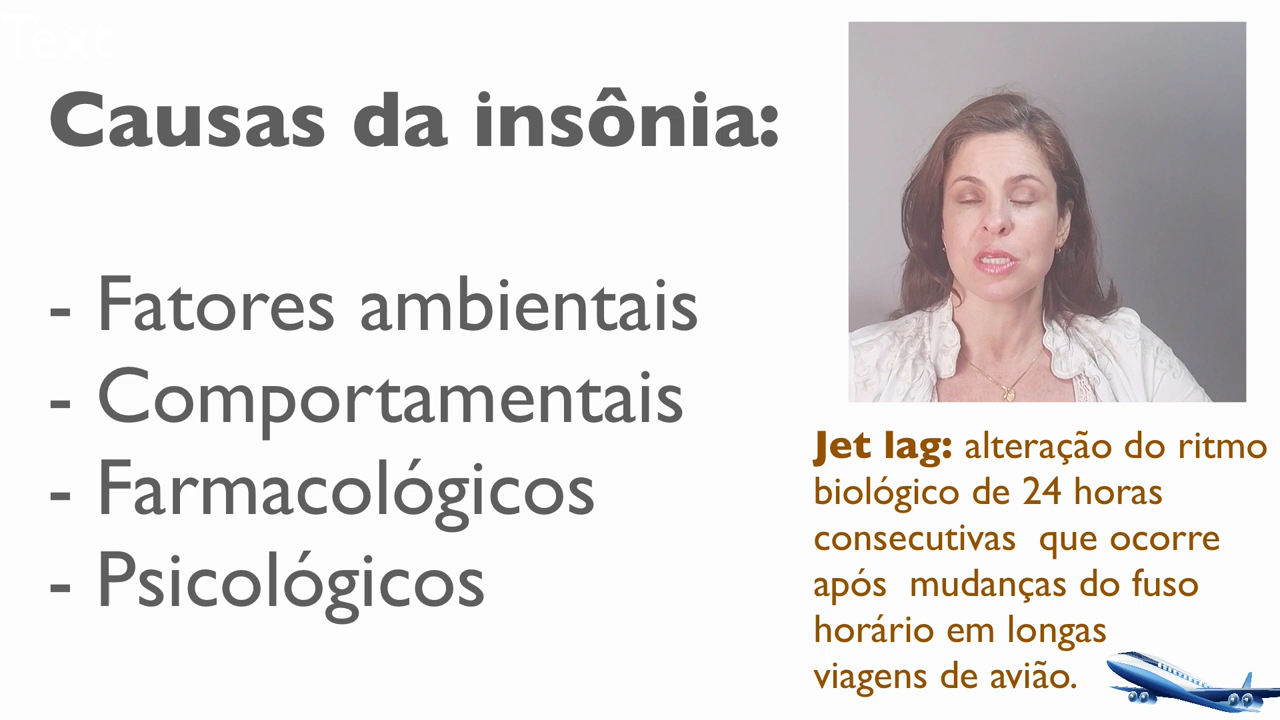 Text
Causas da insônia:
- Fatores ambientais
- Comportamentais
- Farmacológicos
- Psicológicos
Jet lag: alteração do ritmo
biológico de 24 horas
consecutivas que ocorre
após mudanças do fuso
horário em longas
viagens de avião.